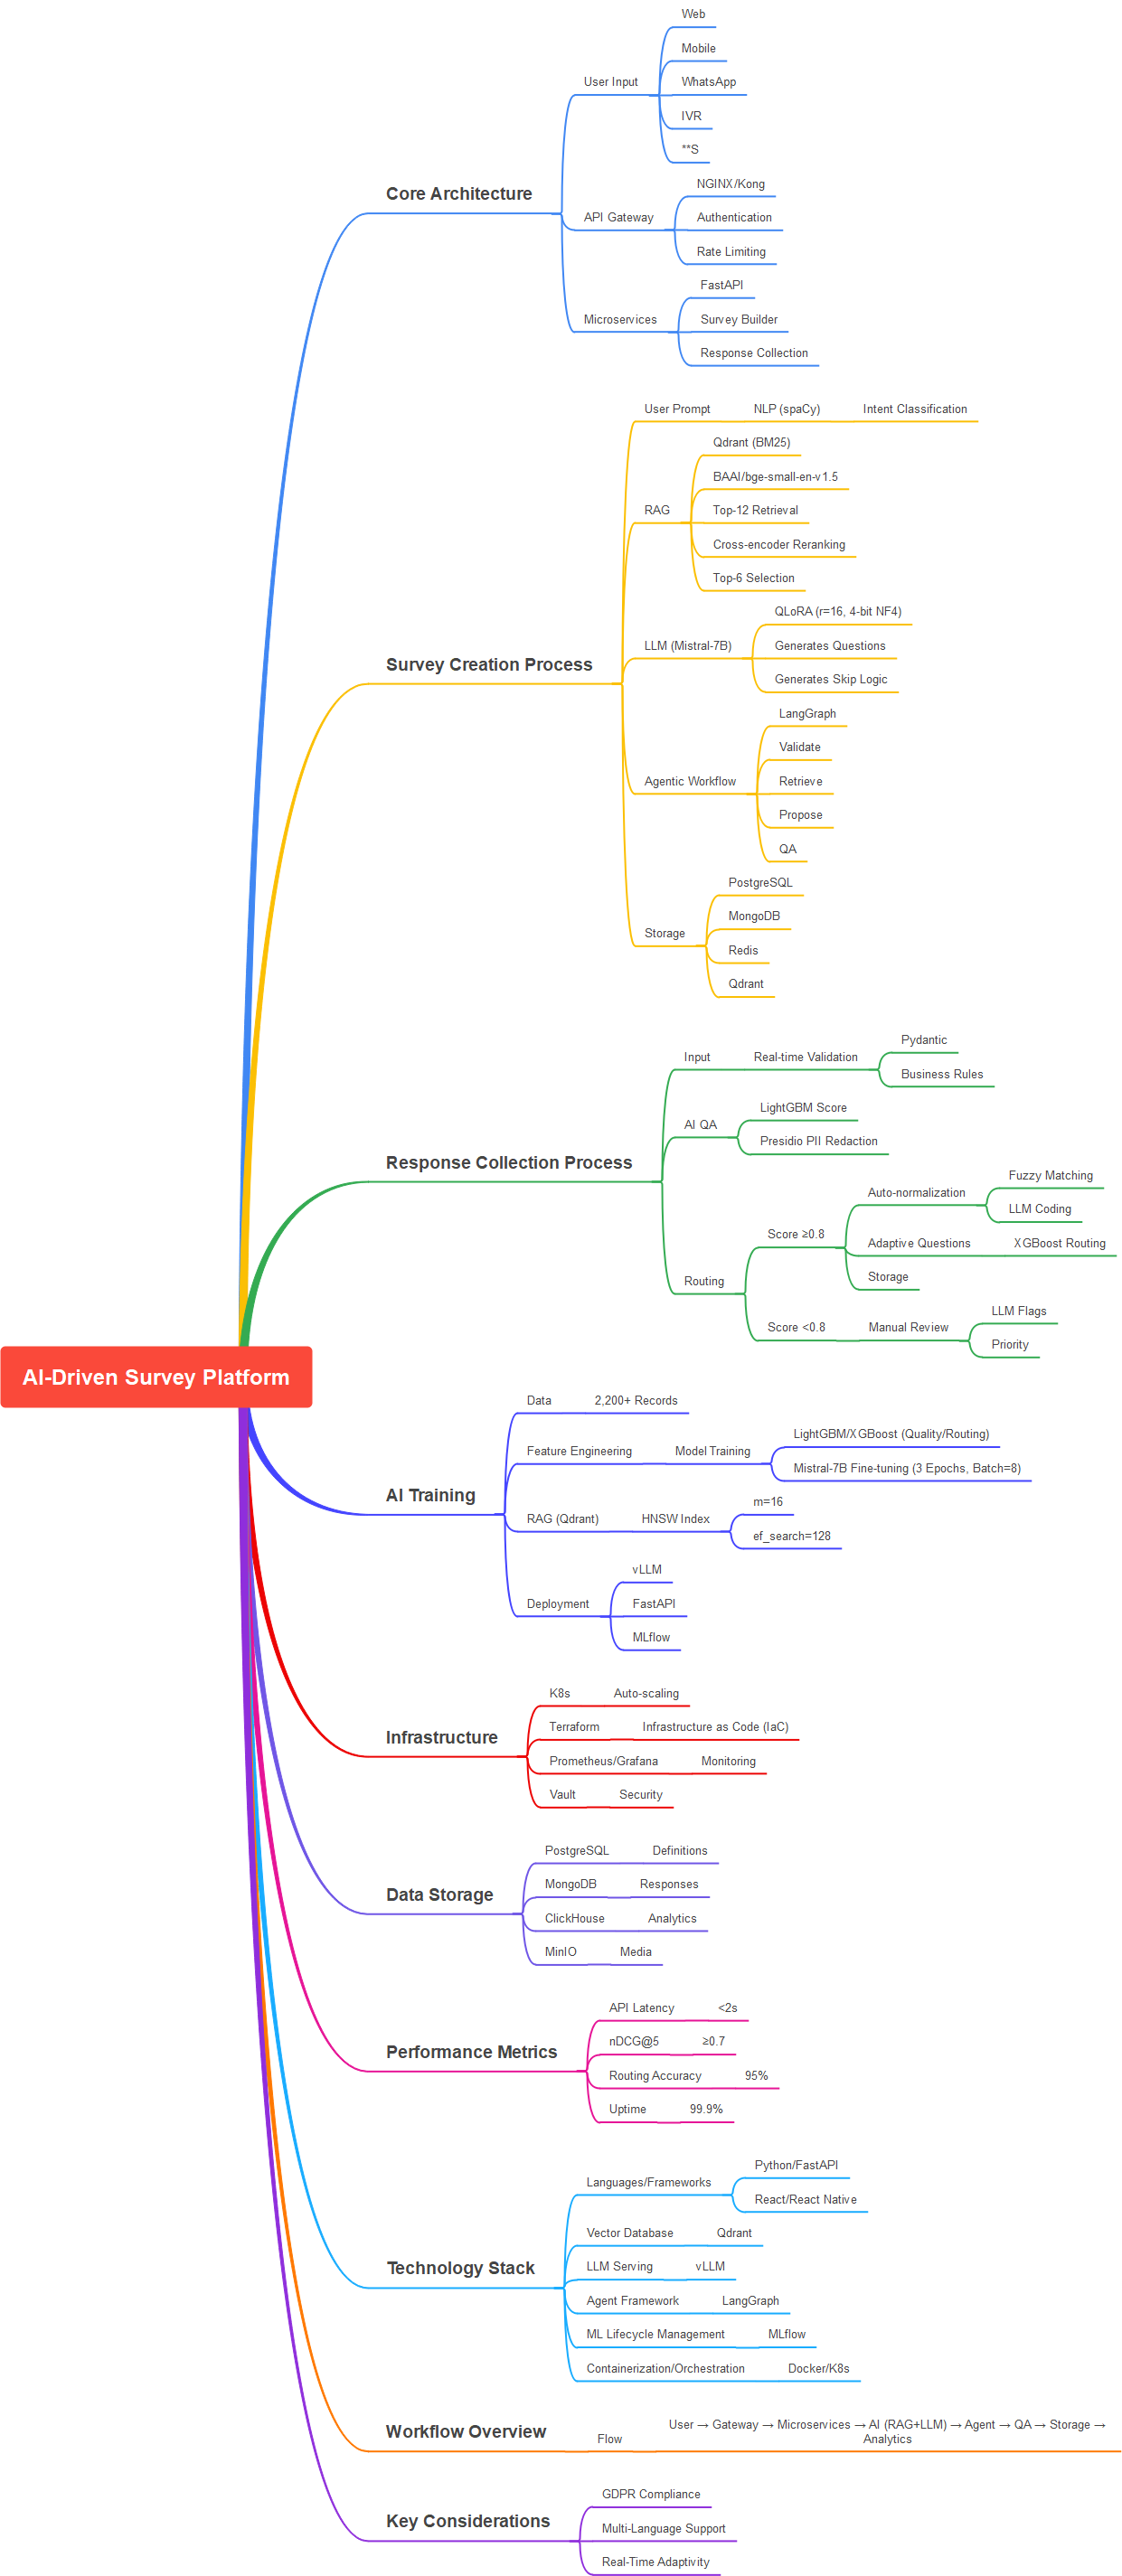 AI-Driven Survey Platform
Core Architecture
User Input
Web
Mobile
WhatsApp
IVR
**S
API Gateway
NGINX/Kong
Authentication
Rate Limiting
Microservices
FastAPI
Survey Builder
Response Collection
Survey Creation Process
User Prompt
NLP (spaCy)
Intent Classification
RAG
Qdrant (BM25)
BAAI/bge-small-en-v1.5
Top-12 Retrieval
Cross-encoder Reranking
Top-6 Selection
LLM (Mistral-7B)
QLoRA (r=16, 4-bit NF4)
Generates Questions
Generates Skip Logic
Agentic Workflow
LangGraph
Validate
Retrieve
Propose
QA
Storage
PostgreSQL
MongoDB
Redis
Qdrant
Response Collection Process
Input
Real-time Validation
Pydantic
Business Rules
AI QA
LightGBM Score
Presidio PII Redaction
Routing
Score ≥0.8
Auto-normalization
Fuzzy Matching
LLM Coding
Adaptive Questions
XGBoost Routing
Storage
Score <0.8
Manual Review
LLM Flags
Priority
AI Training
Data
2,200+ Records
Feature Engineering
Model Training
LightGBM/XGBoost (Quality/Routing)
Mistral-7B Fine-tuning (3 Epochs, Batch=8)
RAG (Qdrant)
HNSW Index
m=16
ef_search=128
Deployment
vLLM
FastAPI
MLflow
Infrastructure
K8s
Auto-scaling
Terraform
Infrastructure as Code (IaC)
Prometheus/Grafana
Monitoring
Vault
Security
Data Storage
PostgreSQL
Definitions
MongoDB
Responses
ClickHouse
Analytics
MinIO
Media
Performance Metrics
API Latency
<2s
nDCG@5
≥0.7
Routing Accuracy
95%
Uptime
99.9%
Technology Stack
Languages/Frameworks
Python/FastAPI
React/React Native
Vector Database
Qdrant
LLM Serving
vLLM
Agent Framework
LangGraph
ML Lifecycle Management
MLflow
Containerization/Orchestration
Docker/K8s
Workflow Overview
Flow
User → Gateway → Microservices → AI (RAG+LLM) → Agent → QA → Storage →
Analytics
Key Considerations
GDPR Compliance
Multi-Language Support
Real-Time Adaptivity